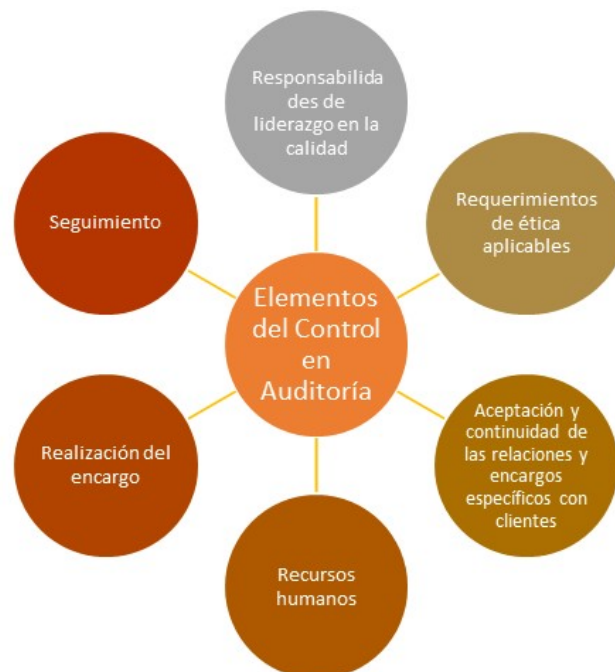 Responsabilida
des de
liderazgo en la
calidad
Requerimientos
de ética
aplicables
Aceptación y
continuidad de
las relaciones y
encargos
específicos con
clientes
Recursos
humanos
Realización del
encargo
Seguimiento
Elementos
del Control
en
Auditoría